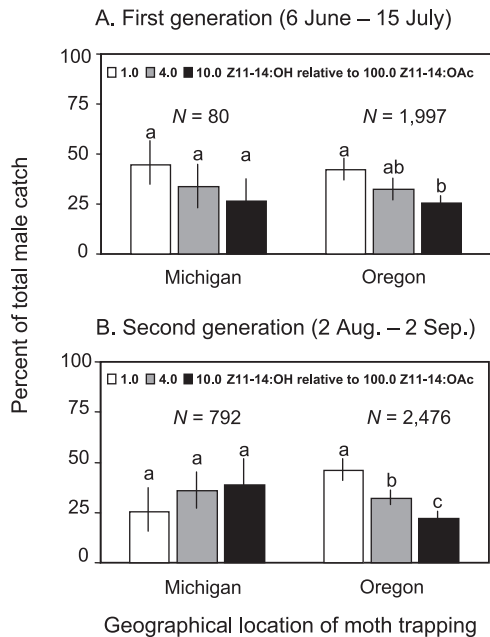 A. First generation (6 June – 15 July)
100
1.0 4.0 10.0 Z11-14:OH relative to 100.0 Z11-14:OAc
N = 80 N = 1,997
75
a a a a ab b
50
25
0
Michigan Oregon
Percent of total male catch
B. Second generation (2 Aug. – 2 Sep.)
100
1.0 4.0 10.0 Z11-14:OH relative to 100.0 Z11-14:OAc
N = 792 N = 2,476
75
a a a a b c
50
25
0
Michigan Oregon
Geographical location of moth trapping